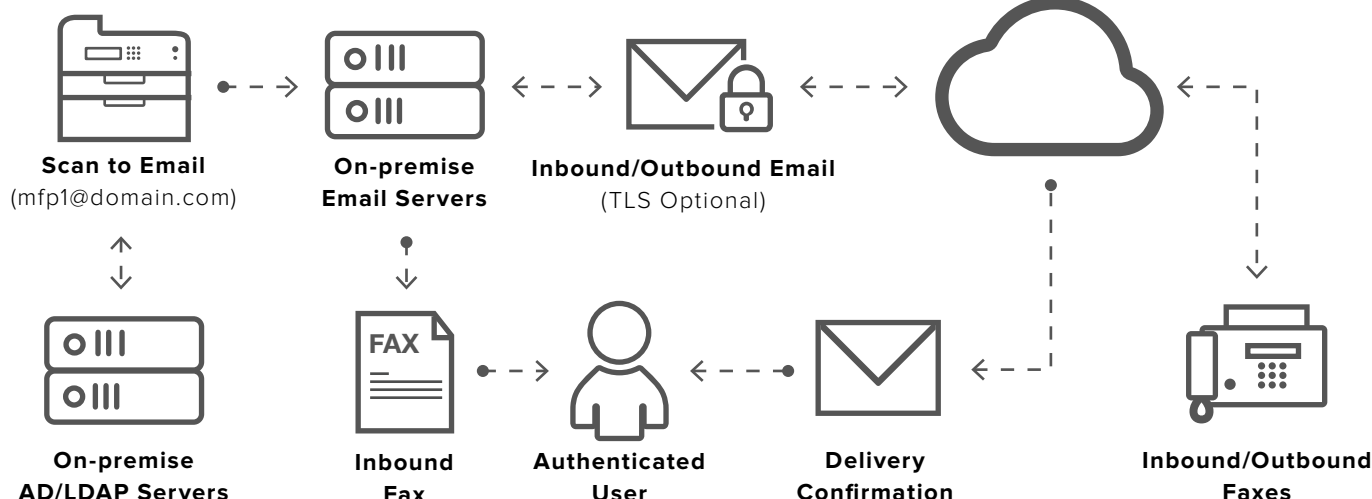 Scan to Email
(mfp1@domain.com)
On-premise
Email Servers
Inbound/Outbound Email
(TLS Optional)
On-premise
AD/LDAP Servers
FAX
Inbound
Fax
Authenticated
User
Delivery
Confirmation
Inbound/Outbound
Faxes